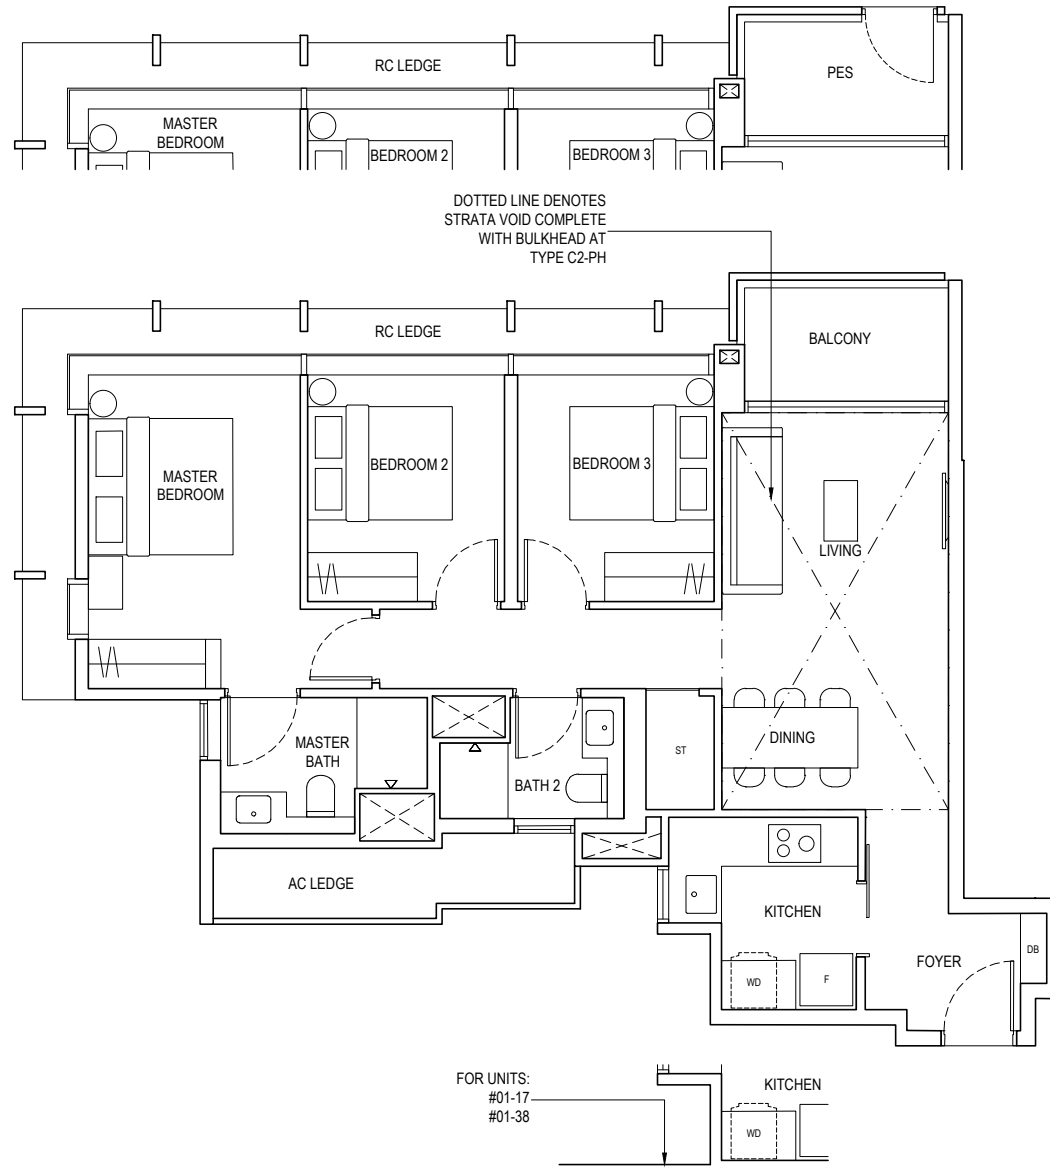 RC LEDGE
PES
MASTER
BEDROOM
BEDROOM 2
BEDROOM 3
DOTTED LINE DENOTES
STRATA VOID COMPLETE
WITH BULKHEAD AT
TYPE C2-PH
RC LEDGE
BALCONY
MASTER
BEDROOM
BEDROOM 2
BEDROOM 3
LIVING
MASTER
BATH
BATH 2
ST
DINING
AC LEDGE
KITCHEN
FOYER
DB
WD
F
FOR UNITS:
#01-17
#01-38
KITCHEN
WD